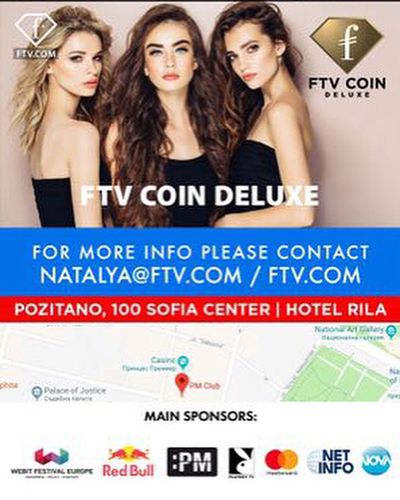 FTV.COM
FTV COIN
DELUXE
FTV COIN DELUXE
FOR MORE INFO PLEASE CONTACT
NATALYA@FTV.COM / FTV.COM
POZITANO, 100 SOFIA CENTER | HOTEL RILA
National Art Gallery
Casino
PM Club
Palace of Justice
Съдебна палата
MAIN SPONSORS:
WEBIT FESTIVAL EUROPE
Red Bull
:PM
PLAYBOY TV
mastercard
NET
INFO
NOVA